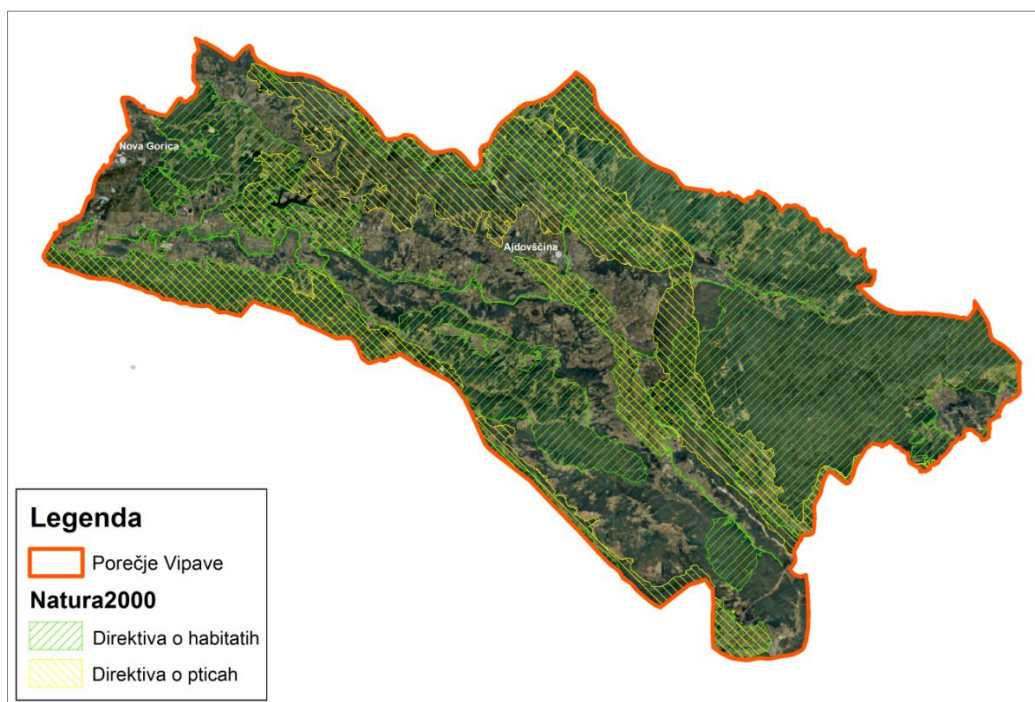 Nova Gorica
Ajdovščina
Legenda
Porečje Vipave
Natura2000
Direktiva o habitatih
Direktiva o pticah